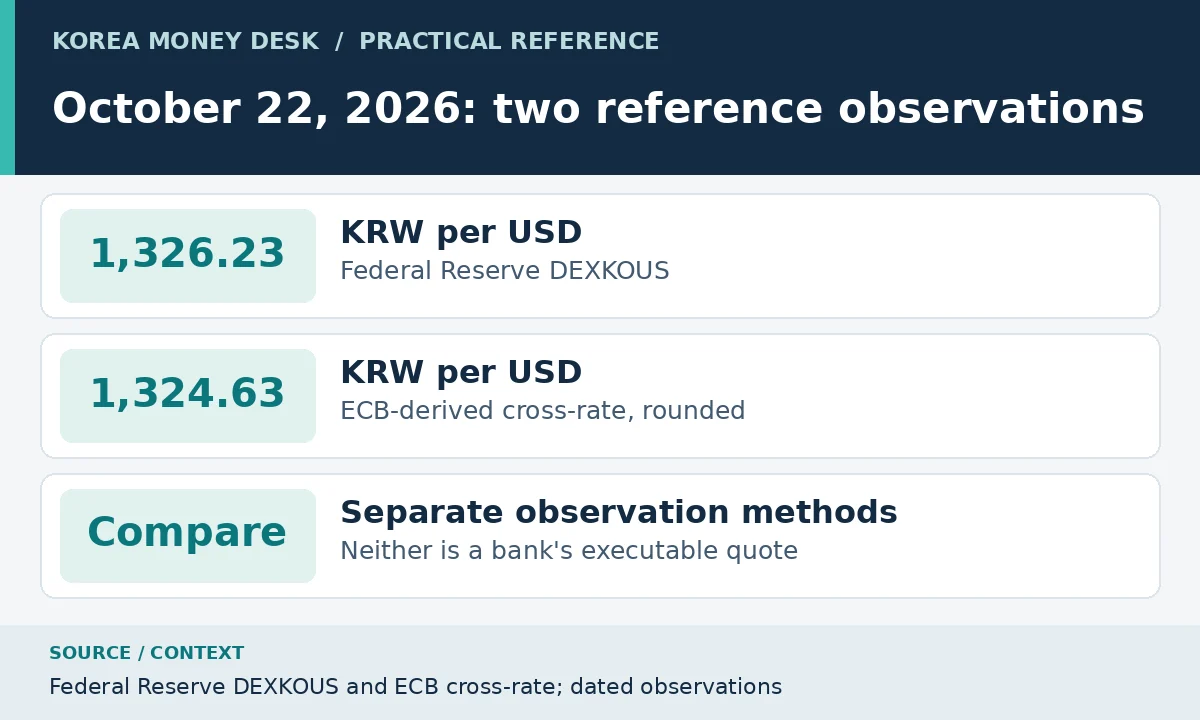 KOREA MONEY DESK / PRACTICAL REFERENCE
October 22, 2026: two reference observations
1,326.23
KRW per USD
Federal Reserve DEXKOUS
1,324.63
KRW per USD
ECB-derived cross-rate, rounded
Compare
Separate observation methods
Neither is a bank's executable quote
SOURCE / CONTEXT
Federal Reserve DEXKOUS and ECB cross-rate; dated observations